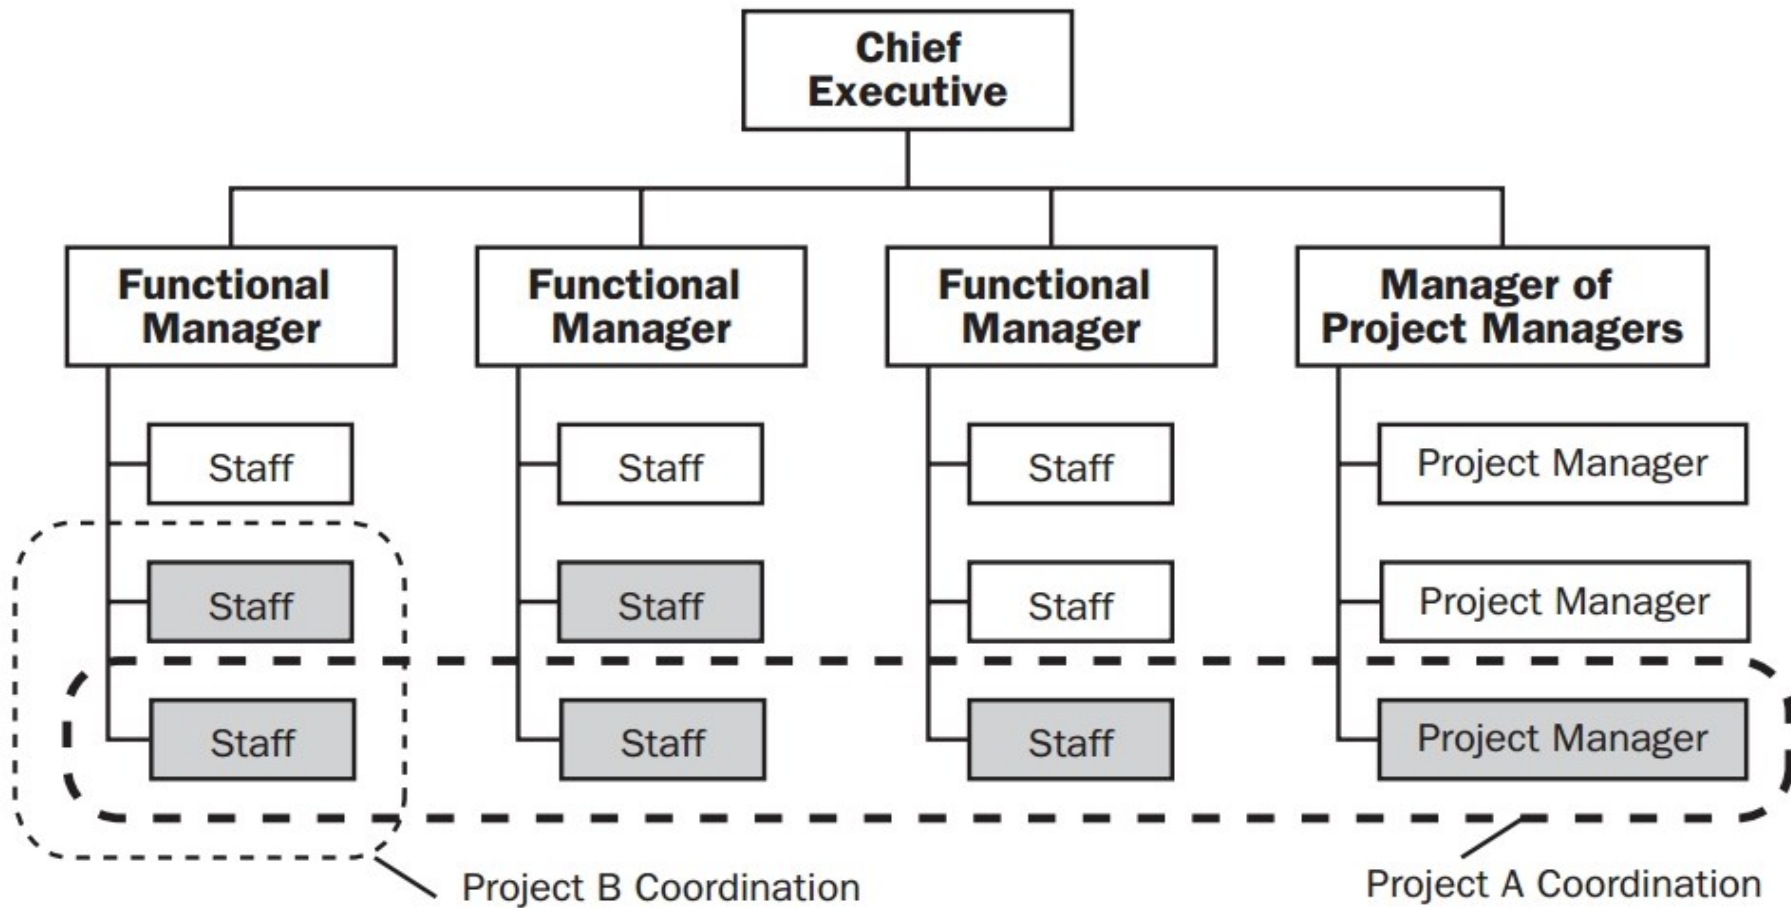 Chief
Executive
Functional
Manager
Functional
Manager
Functional
Manager
Manager of
Project Managers
Staff
Staff
Staff
Project Manager
Staff
Staff
Staff
Project Manager
Staff
Staff
Staff
Project Manager
Project B Coordination
Project A Coordination